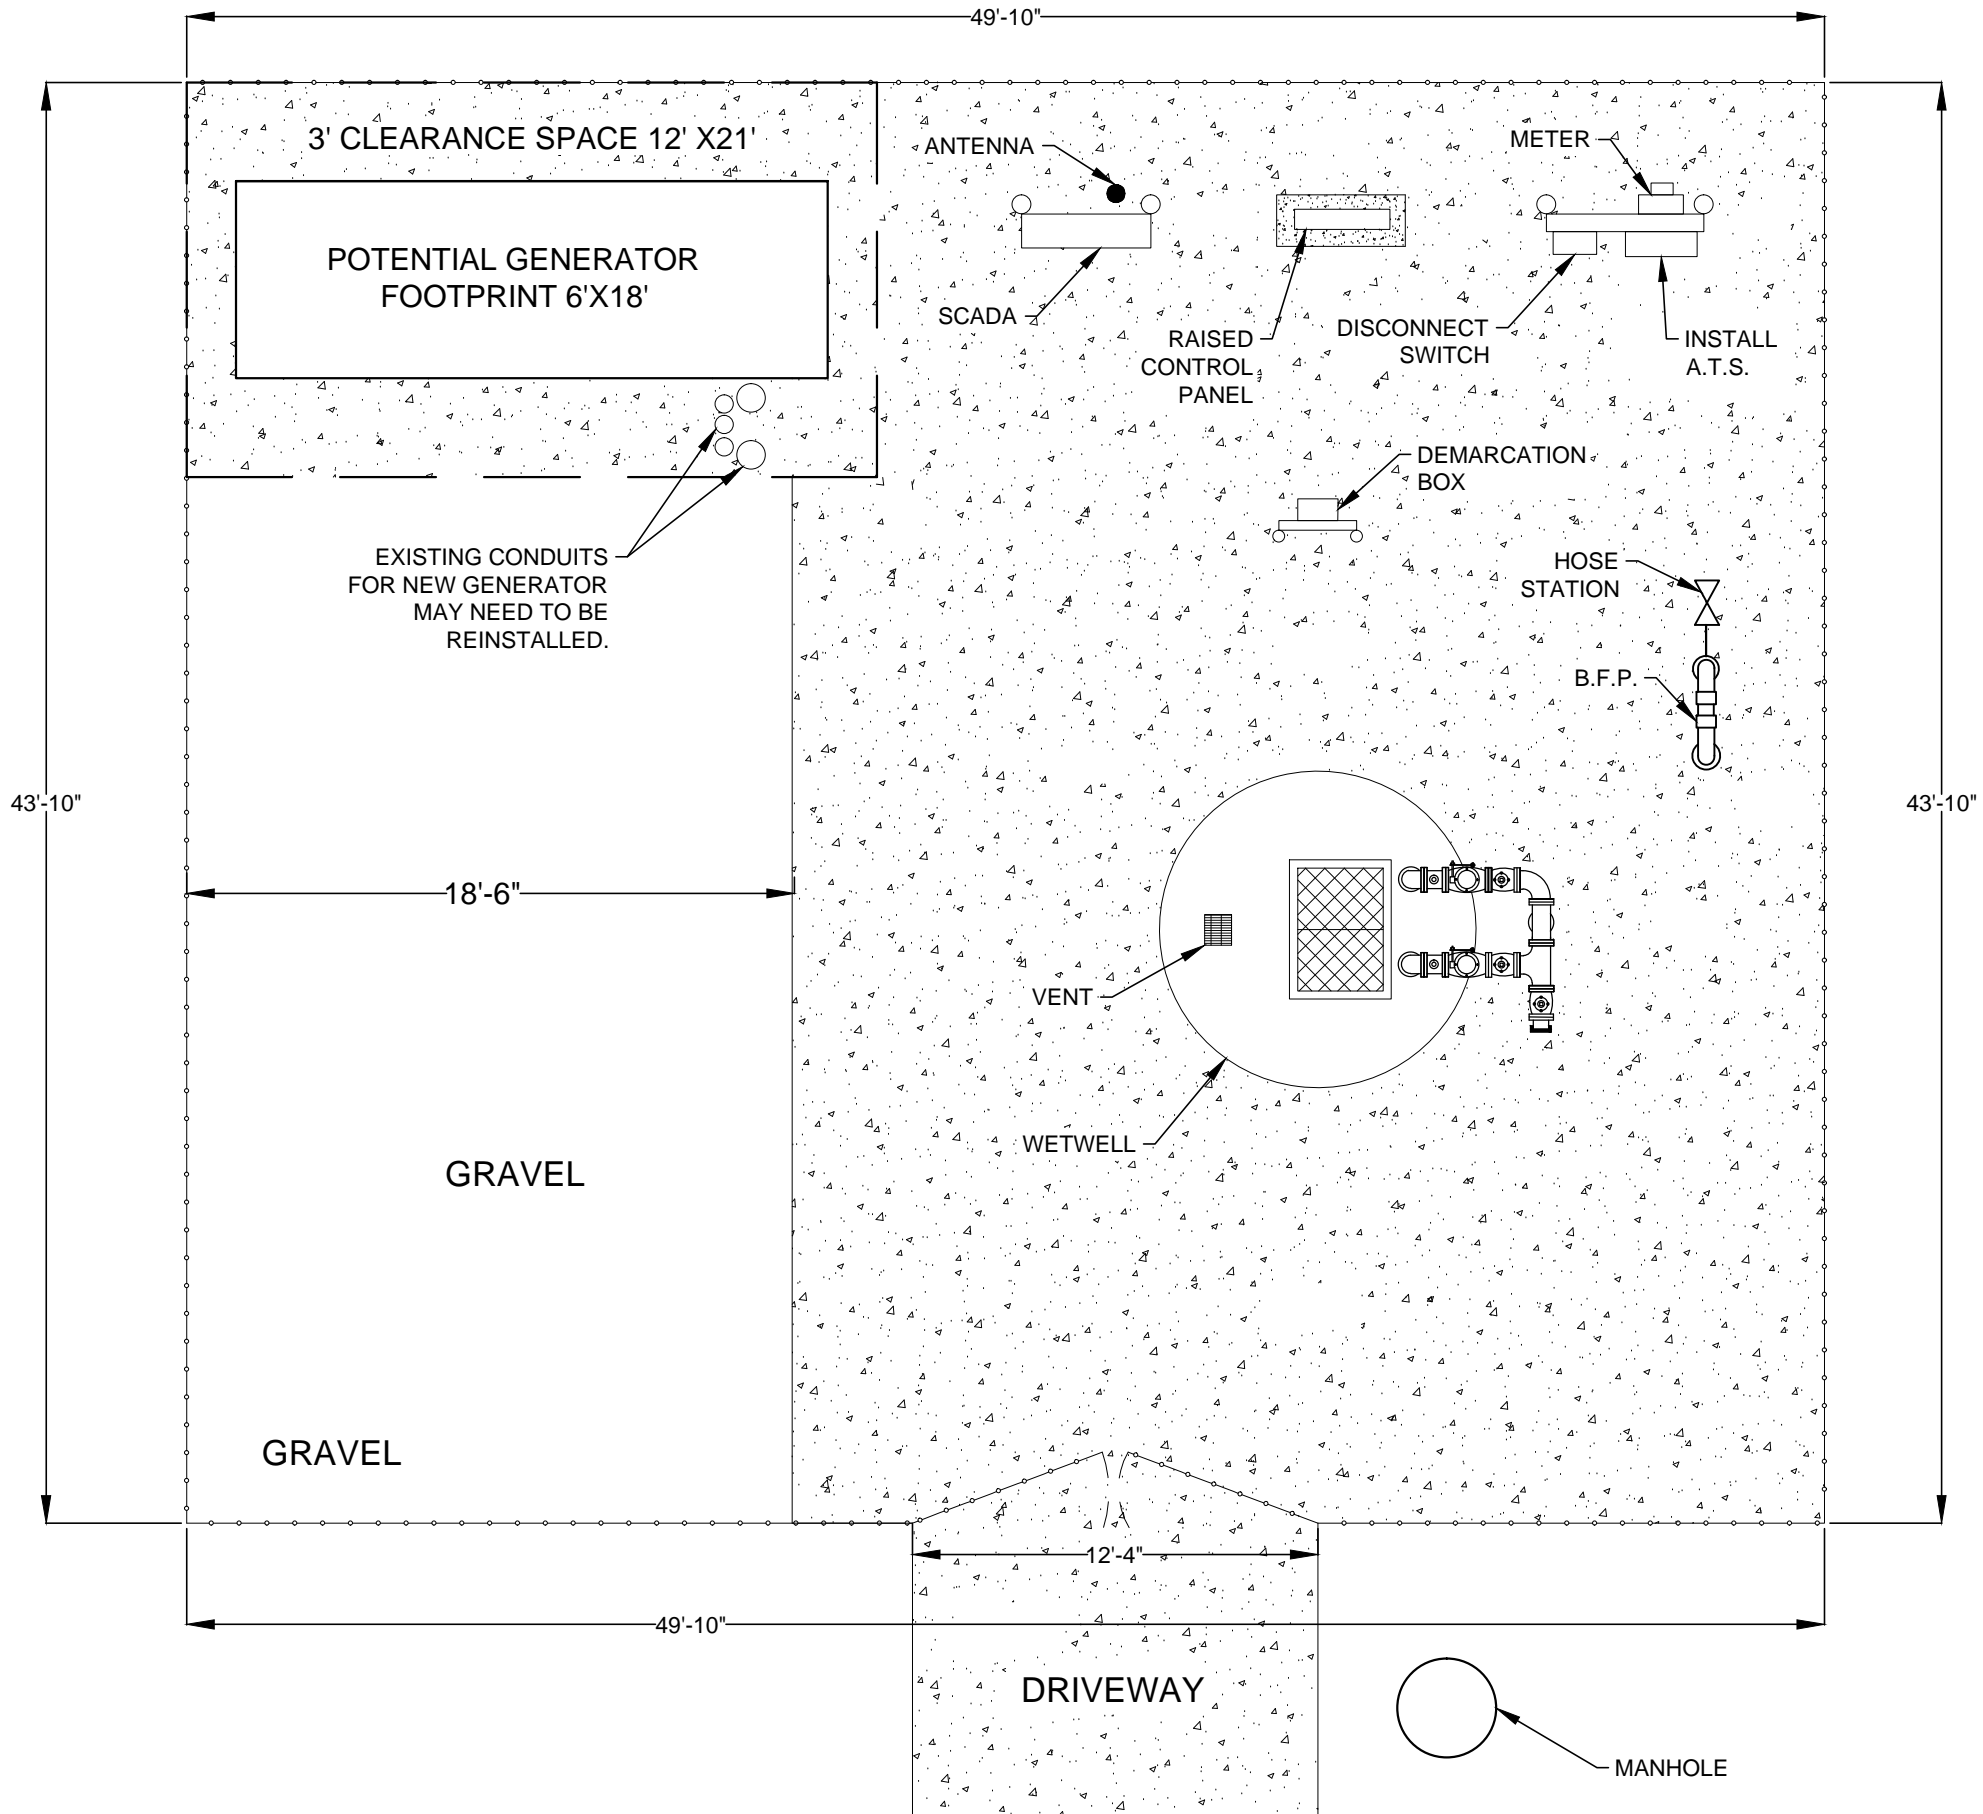 49'-10"
3' CLEARANCE SPACE 12' X21'
ANTENNA
METER
POTENTIAL GENERATOR
FOOTPRINT 6'X18'
SCADA
RAISED
CONTROL
PANEL
DISCONNECT
SWITCH
INSTALL
A.T.S.
DEMARCATION
BOX
EXISTING CONDUITS
FOR NEW GENERATOR
MAY NEED TO BE
REINSTALLED.
HOSE
STATION
B.F.P.
43'-10"
43'-10"
18'-6"
VENT
WETWELL
GRAVEL
GRAVEL
12'-4"
49'-10"
DRIVEWAY
MANHOLE